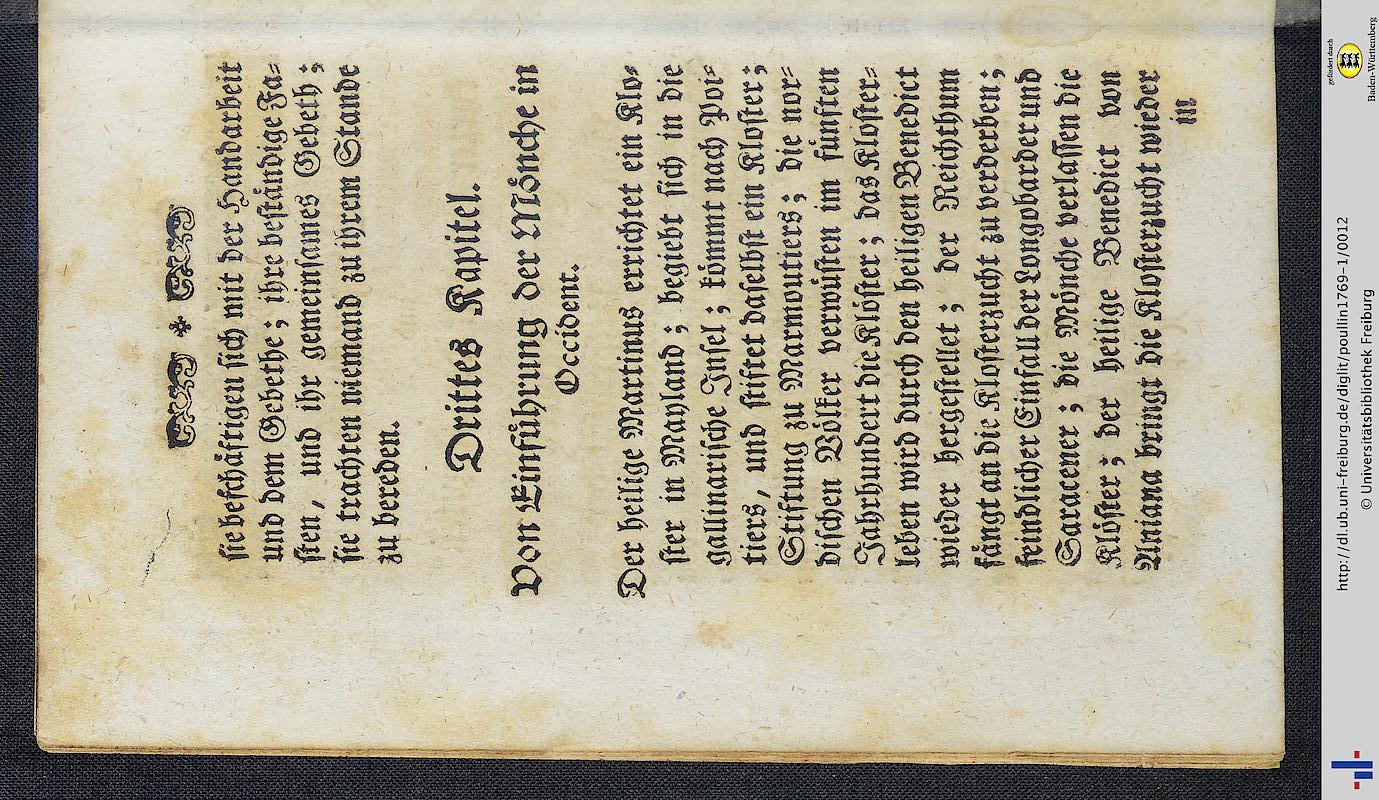 sie beschäftigen sich mit der Handarbeit
und dem Gebethe; ihre beständige Fa=
sten, und ihr gemeinsames Gebeth;
sie trachten niemand zu ihrem Stande
zu bereden.
Drittes Kapitel.
Von Einführung der Mönche in
Occident.
Der heilige Martinus errichtet ein Klo=
ster in Mayland; begiebt sich in die
gallinarische Insel; kömmt nach Poi=
tiers, und stiftet daselbst ein Kloster;
Stiftung zu Marmoutiers; die nor=
dischen Völker verwüsten im fünften
Jahrhundert die Klöster; das Kloster=
leben wird durch den heiligen Benedict
wieder hergestellet; der Reichthum
fängt an die Klosterzucht zu verderben;
feindlicher Einfall der Longobarder und
Saracener; die Mönche verlassen die
Klöster; der heilige Benedict von
Aniana bringt die Klosterzucht wieder
in
http://dl.ub.uni-freiburg.de/diglit/poullin1769-1/0012
© Universitätsbibliothek Freiburg
gefördert durch
Baden-Württemberg